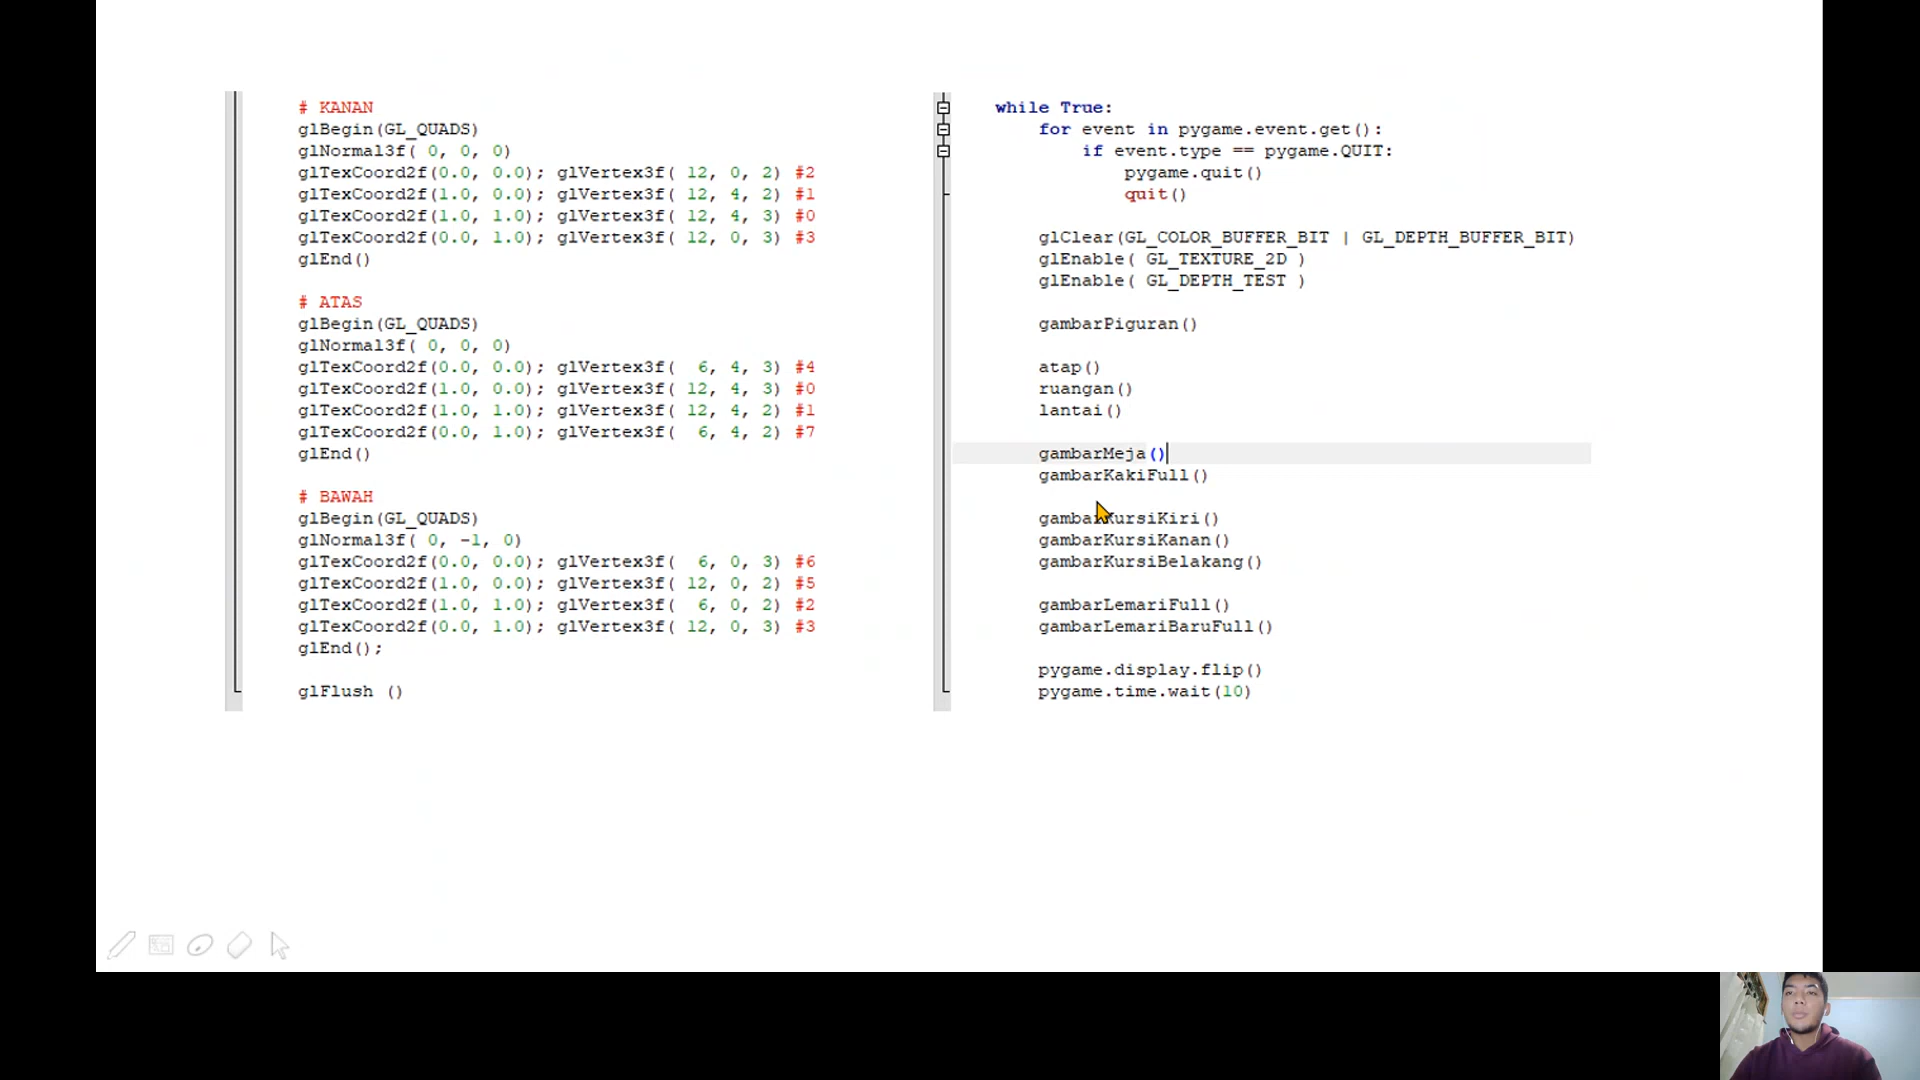 # KANAN
glBegin(GL_QUADS)
glNormal3f( 0, 0, 0)
glTexCoord2f(0.0, 0.0); glVertex3f( 12, 0, 2) #2
glTexCoord2f(1.0, 0.0); glVertex3f( 12, 4, 2) #1
glTexCoord2f(1.0, 1.0); glVertex3f( 12, 4, 3) #0
glTexCoord2f(0.0, 1.0); glVertex3f( 12, 0, 3) #3
glEnd()
# ATAS
glBegin(GL_QUADS)
glNormal3f( 0, 0, 0)
glTexCoord2f(0.0, 0.0); glVertex3f(  6, 4, 3) #4
glTexCoord2f(1.0, 0.0); glVertex3f( 12, 4, 3) #0
glTexCoord2f(1.0, 1.0); glVertex3f( 12, 4, 2) #1
glTexCoord2f(0.0, 1.0); glVertex3f(  6, 4, 2) #7
glEnd()
# BAWAH
glBegin(GL_QUADS)
glNormal3f( 0, -1, 0)
glTexCoord2f(0.0, 0.0); glVertex3f(  6, 0, 3) #6
glTexCoord2f(1.0, 0.0); glVertex3f( 12, 0, 2) #5
glTexCoord2f(1.0, 1.0); glVertex3f(  6, 0, 2) #2
glTexCoord2f(0.0, 1.0); glVertex3f( 12, 0, 3) #3
glEnd();
glFlush ()
while True:
for event in pygame.event.get():
if event.type == pygame.QUIT:
pygame.quit()
quit()
glClear(GL_COLOR_BUFFER_BIT | GL_DEPTH_BUFFER_BIT)
glEnable( GL_TEXTURE_2D )
glEnable( GL_DEPTH_TEST )
gambarPiguran()
atap()
ruangan()
lantai()
gambarMeja()
gambarKakiFull()
gambarKursiKiri()
gambarKursiKanan()
gambarKursiBelakang()
gambarLemariFull()
gambarLemariBaruFull()
pygame.display.flip()
pygame.time.wait(10)